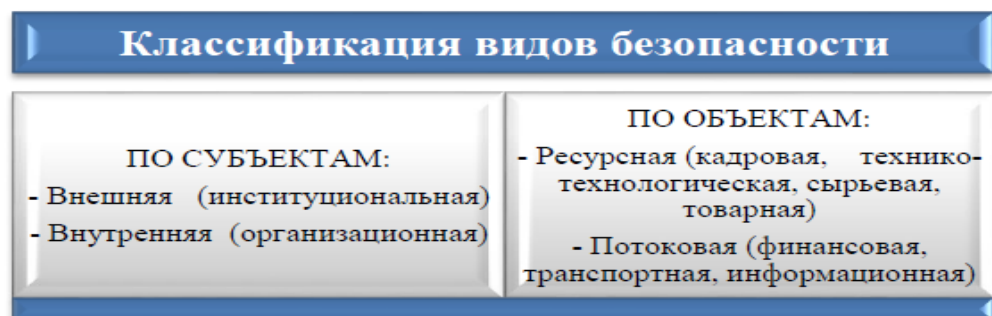 Классификация видов безопасности
ПО СУБЪЕКТАМ:
- Внешняя (институциональная)
- Внутренняя (организационная)
ПО ОБЪЕКТАМ:
- Ресурсная (кадровая, технико-
технологическая, сырьевая,
товарная)
- Потоковая (финансовая,
транспортная, информационная)